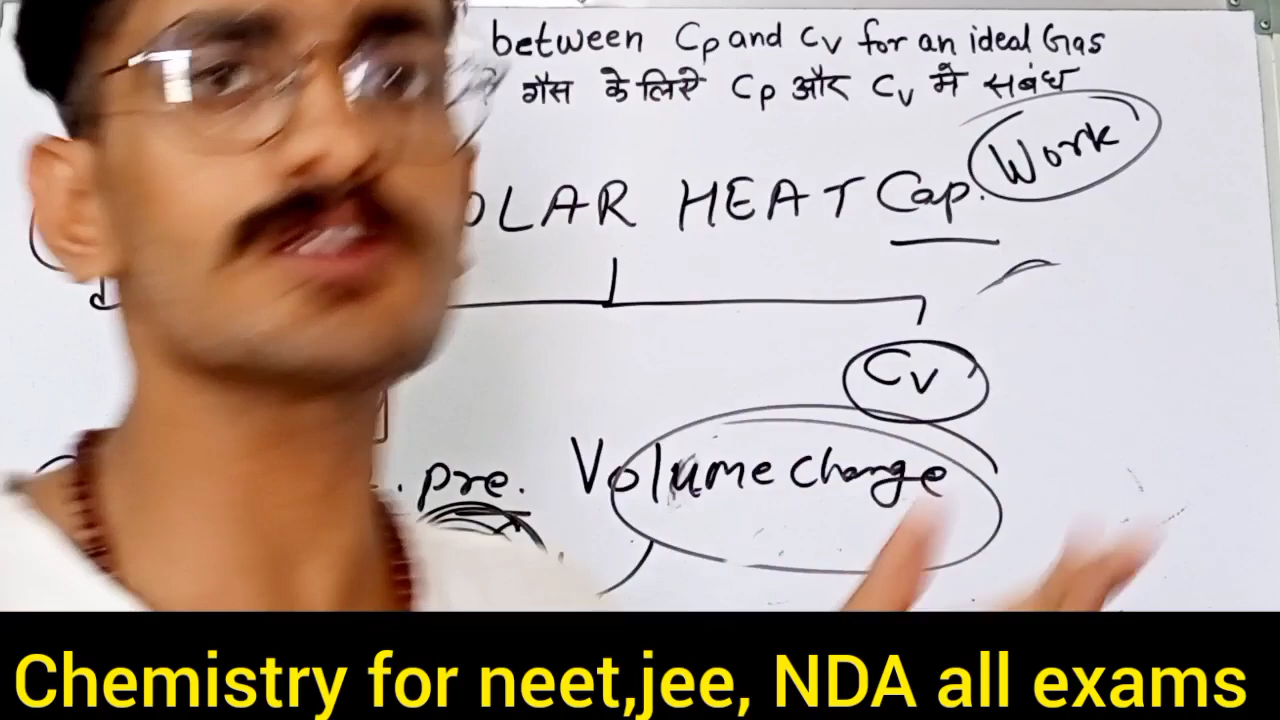 between Cp and Cv for an ideal Gas
गैस के लिये Cp और Cv में सबंध
Work
OLAR HEAT Cap.
Cv
. pre. Volume change
Chemistry for neet,jee, NDA all exams